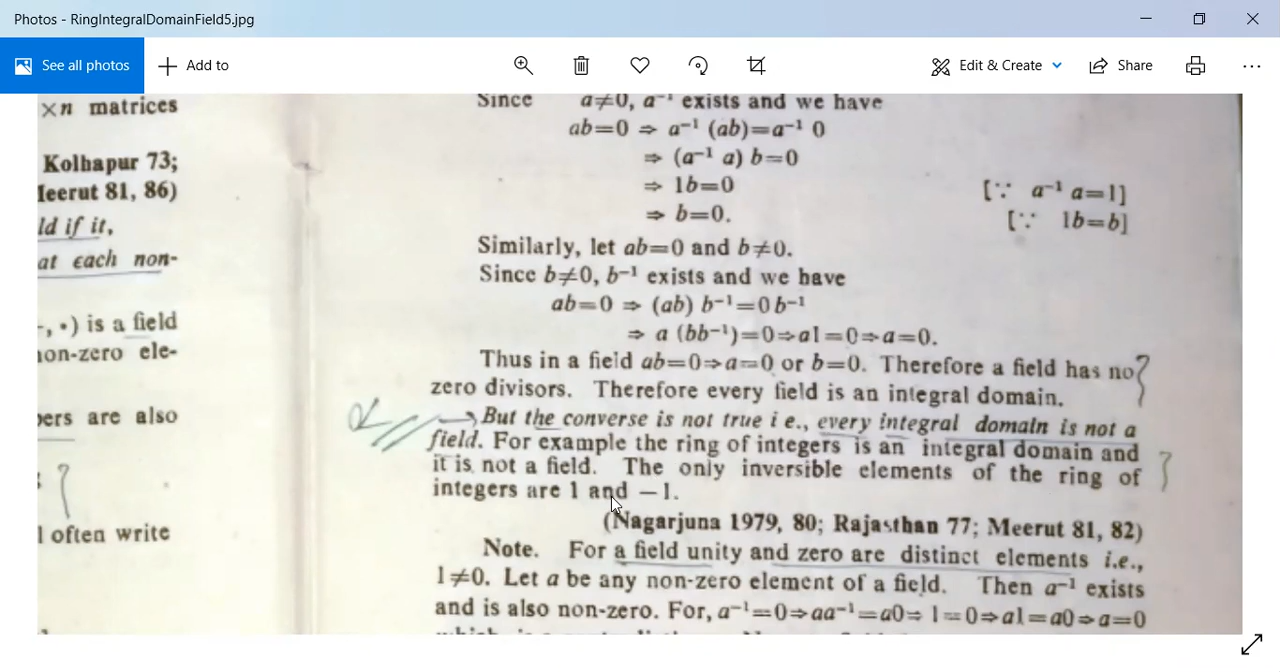 Photos - RingIntegralDomainField5.jpg
See all photos
Add to
Edit & Create
Share
×n matrices
Kolhapur 73;
Meerut 81, 86)
ld if it,
at each non-
-, •) is a field
non-zero ele-
bers are also
l often write
Since a≠0, a⁻¹ exists and we have
ab=0 ⇒ a⁻¹ (ab)=a⁻¹ 0
⇒ (a⁻¹ a) b=0
⇒ 1b=0 [∵ a⁻¹ a=1]
⇒ b=0. [∵ 1b=b]
Similarly, let ab=0 and b≠0.
Since b≠0, b⁻¹ exists and we have
ab=0 ⇒ (ab) b⁻¹=0 b⁻¹
⇒ a (bb⁻¹)=0⇒a1=0⇒a=0.
Thus in a field ab=0⇒a=0 or b=0. Therefore a field has no
zero divisors. Therefore every field is an integral domain.
But the converse is not true i e., every integral domain is not a
field. For example the ring of integers is an integral domain and
it is not a field. The only inversible elements of the ring of
integers are 1 and −1.
(Nagarjuna 1979, 80; Rajasthan 77; Meerut 81, 82)
Note. For a field unity and zero are distinct elements i.e.,
1≠0. Let a be any non-zero element of a field. Then a⁻¹ exists
and is also non-zero. For, a⁻¹=0⇒aa⁻¹=a0⇒ 1=0⇒a1=a0⇒a=0